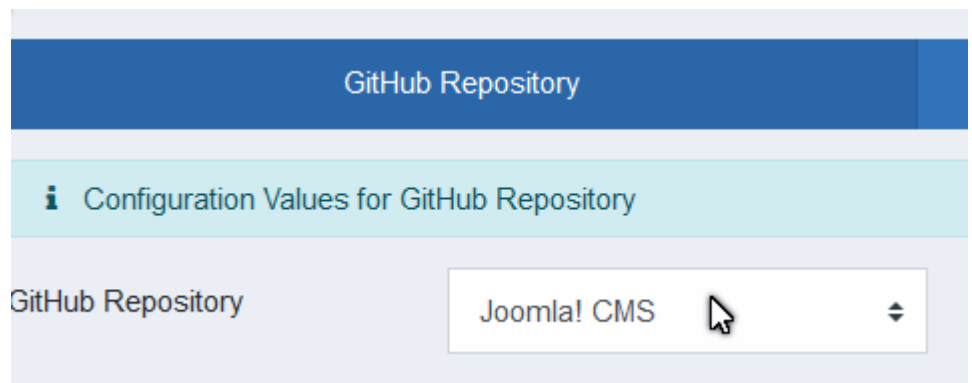 GitHub Repository
Configuration Values for GitHub Repository
GitHub Repository
Joomla! CMS